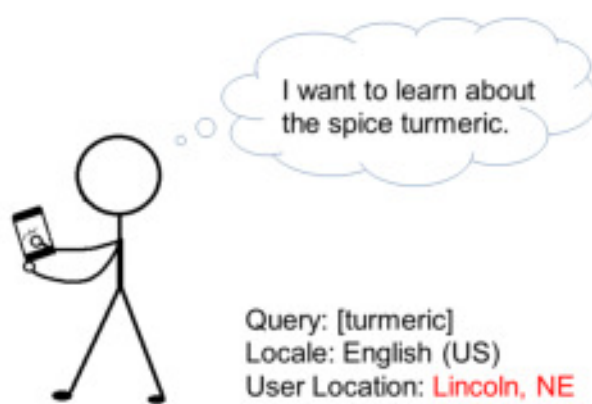 I want to learn about
the spice turmeric.
Query: [turmeric]
Locale: English (US)
User Location: Lincoln, NE